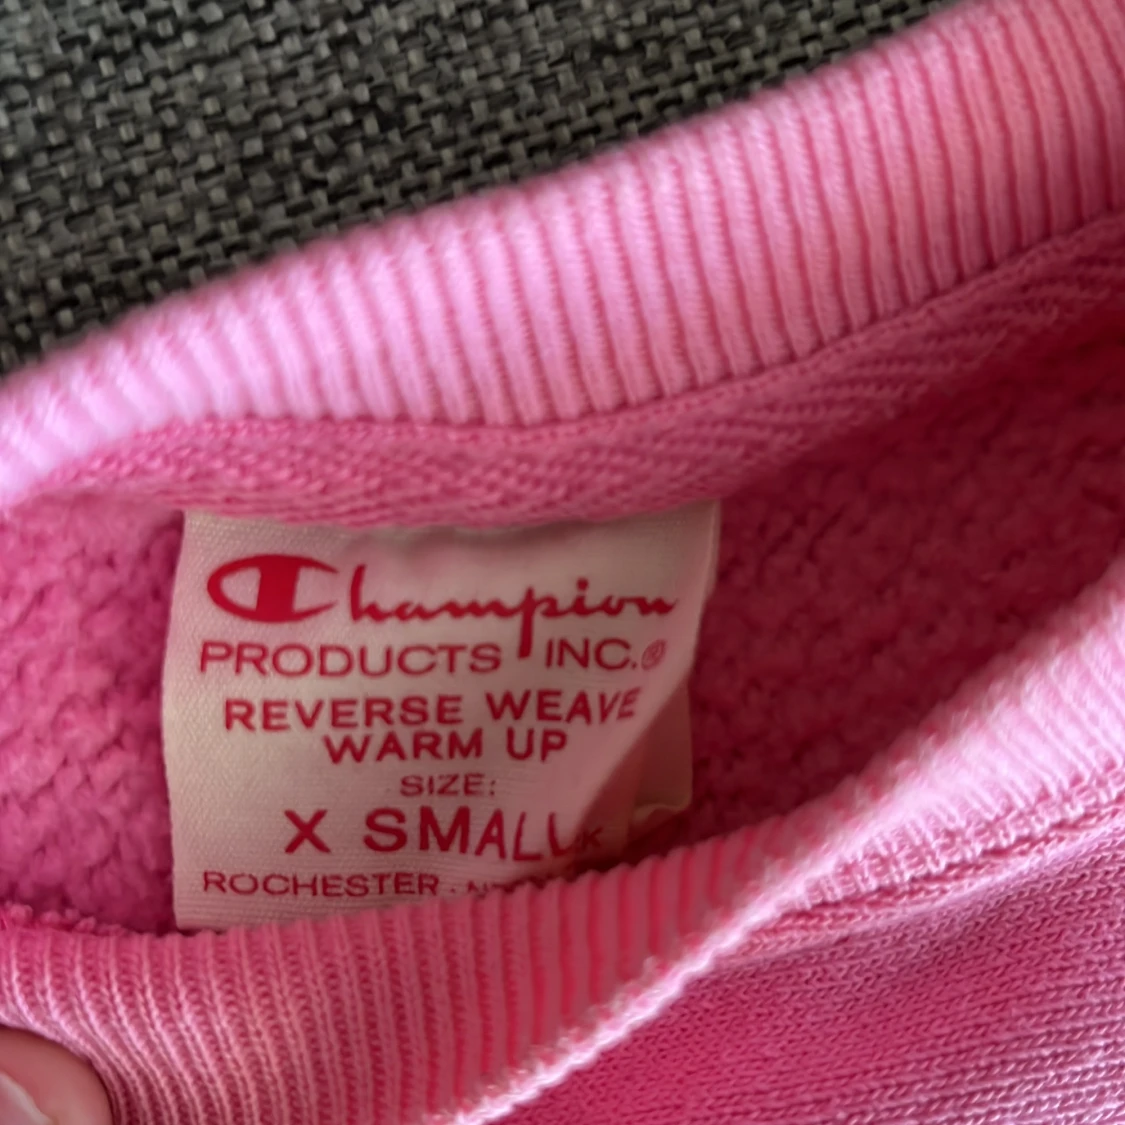 Champion
PRODUCTS INC.®
REVERSE WEAVE
WARM UP
SIZE:
X SMALL
ROCHESTER.